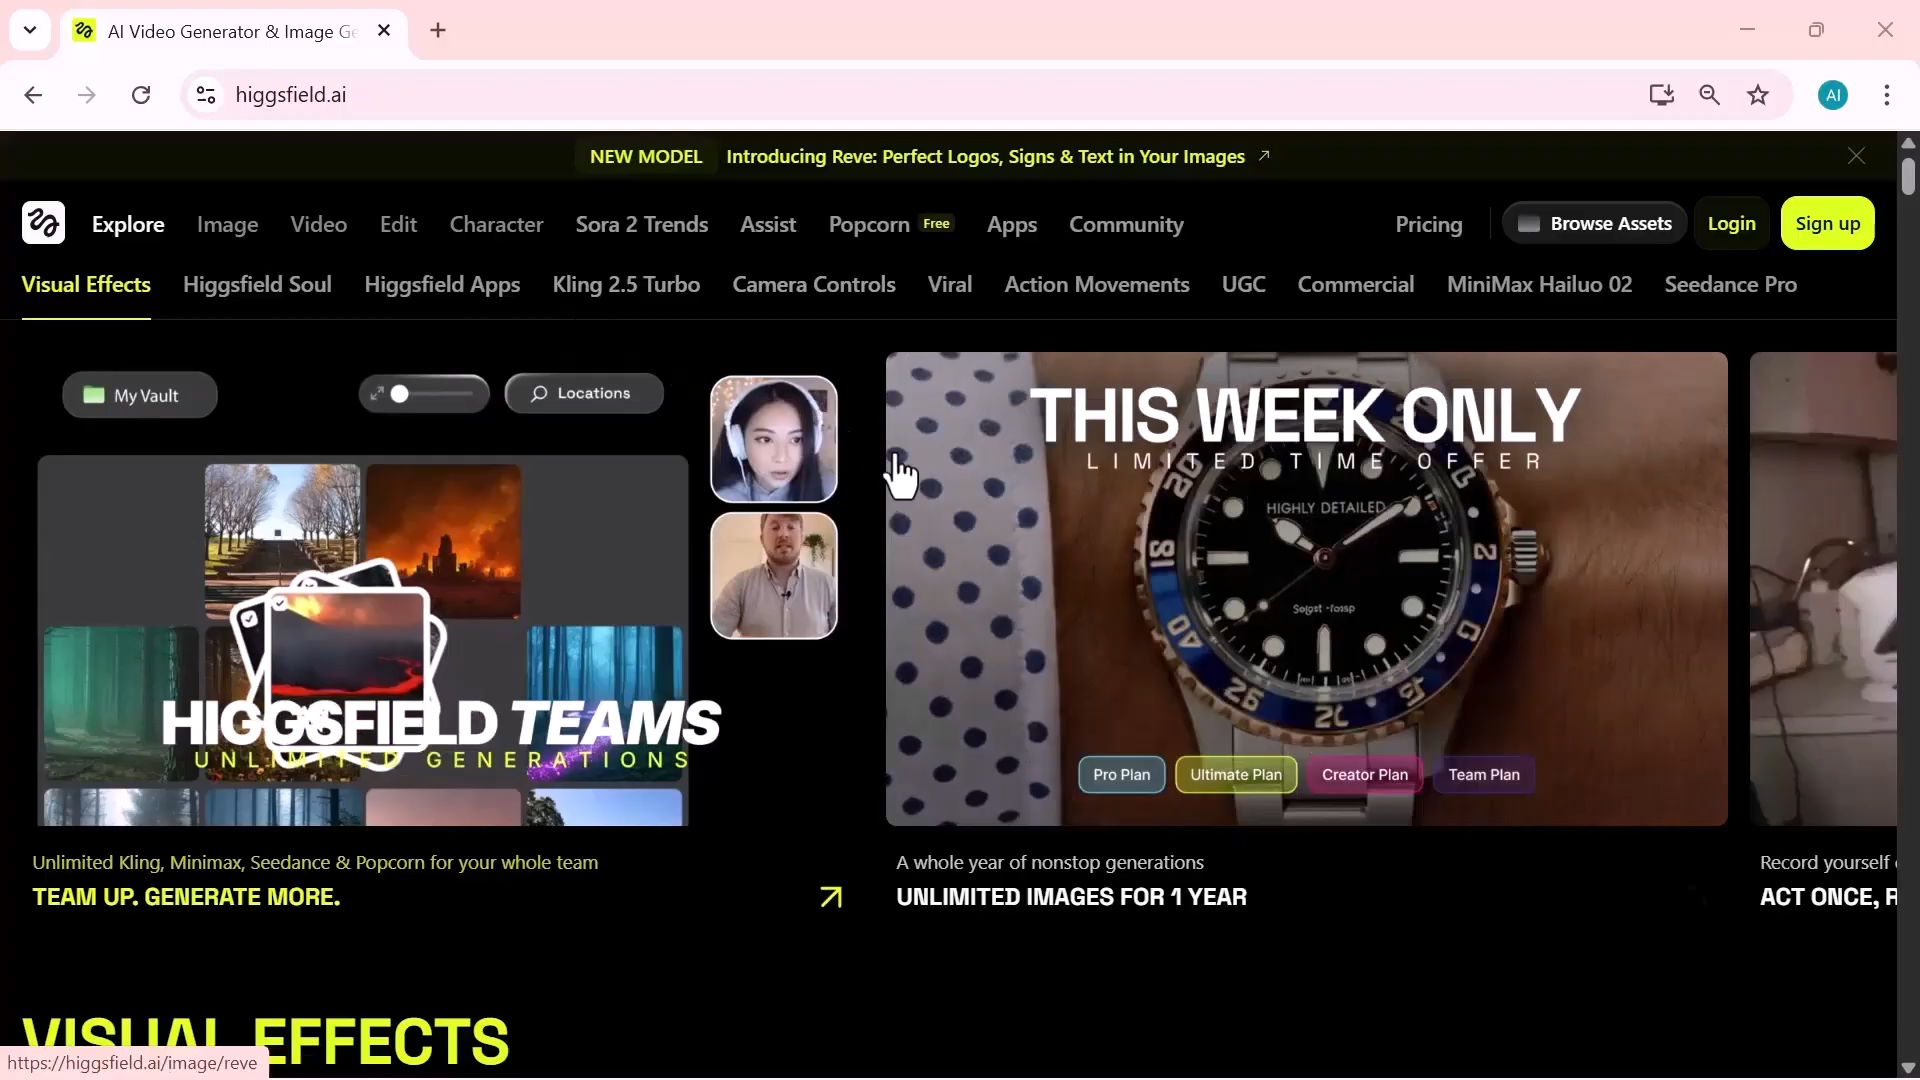 AI Video Generator & Image Ge
higgsfield.ai
AI
NEW MODEL Introducing Reve: Perfect Logos, Signs & Text in Your Images
Explore Image Video Edit Character Sora 2 Trends Assist Popcorn Free Apps Community Pricing Browse Assets Login Sign up
Visual Effects Higgsfield Soul Higgsfield Apps Kling 2.5 Turbo Camera Controls Viral Action Movements UGC Commercial MiniMax Hailuo 02 Seedance Pro
My Vault Locations
HIGGSFIELD TEAMS
UNLIMITED GENERATIONS
THIS WEEK ONLY
LIMITED TIME OFFER
HIGHLY DETAILED
Pro Plan Ultimate Plan Creator Plan Team Plan
Unlimited Kling, Minimax, Seedance & Popcorn for your whole team
TEAM UP. GENERATE MORE.
A whole year of nonstop generations
UNLIMITED IMAGES FOR 1 YEAR
Record yourself
ACT ONCE, R
VISUAL EFFECTS
https://higgsfield.ai/image/reve